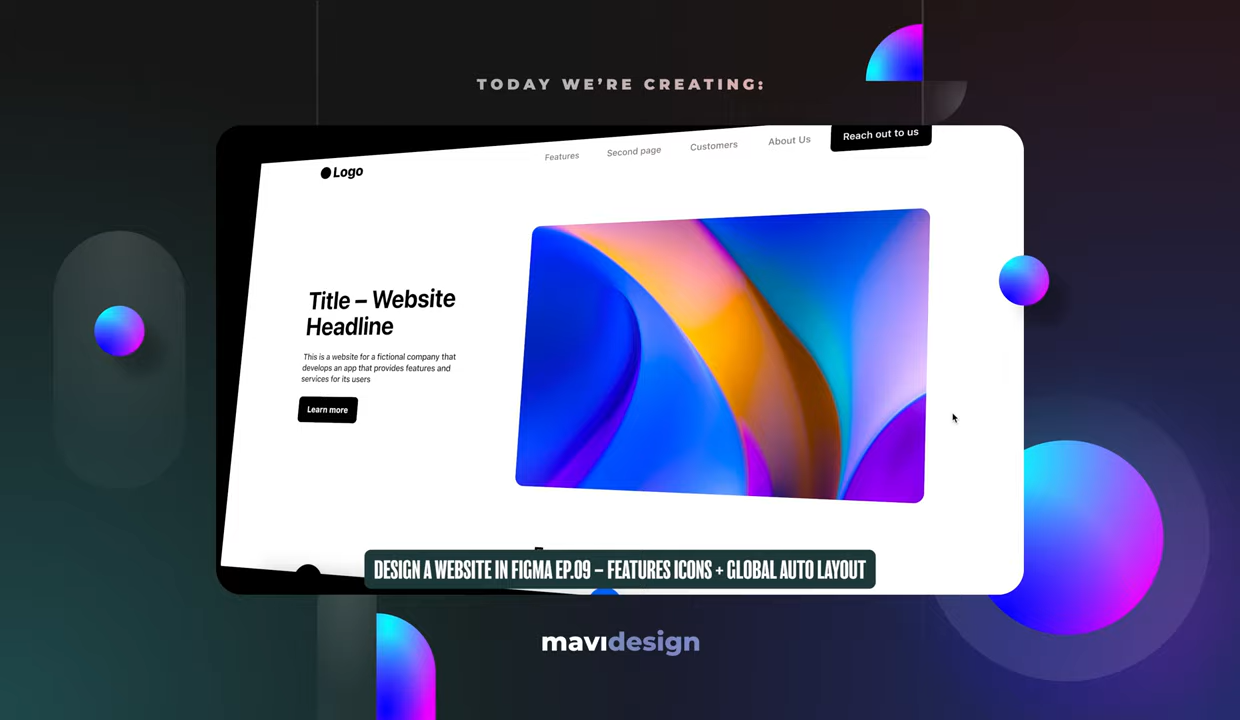 TODAY WE'RE CREATING:
Features Second page Customers About Us Reach out to us
Logo
Title – Website
Headline
This is a website for a fictional company that
develops an app that provides features and
services for its users
Learn more
DESIGN A WEBSITE IN FIGMA EP.09 – FEATURES ICONS + GLOBAL AUTO LAYOUT
mavıdesign